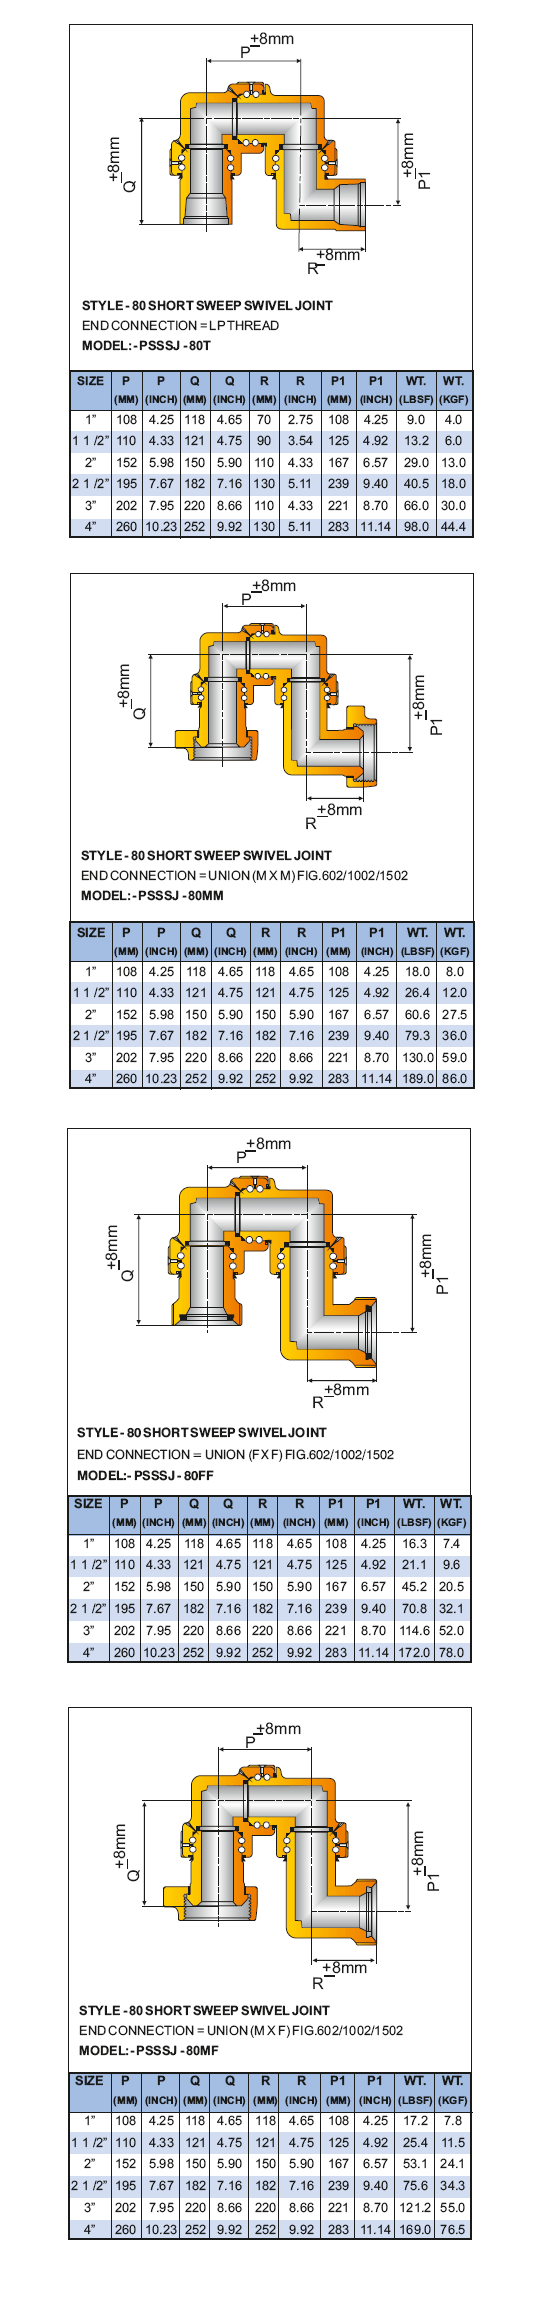 P ±8mm
Q ±8mm
±8mm P1
R ±8mm
STYLE - 80 SHORT SWEEP SWIVEL JOINT
END CONNECTION = LP THREAD
MODEL: - PSSSJ - 80T
SIZE P P Q Q R R P1 P1 WT. WT.
(MM) (INCH) (MM) (INCH) (MM) (INCH) (MM) (INCH) (LBSF) (KGF)
1” 108 4.25 118 4.65 70 2.75 108 4.25 9.0 4.0
1 1 /2” 110 4.33 121 4.75 90 3.54 125 4.92 13.2 6.0
2” 152 5.98 150 5.90 110 4.33 167 6.57 29.0 13.0
2 1 /2” 195 7.67 182 7.16 130 5.11 239 9.40 40.5 18.0
3” 202 7.95 220 8.66 110 4.33 221 8.70 66.0 30.0
4” 260 10.23 252 9.92 130 5.11 283 11.14 98.0 44.4
P ±8mm
Q ±8mm
±8mm P1
R ±8mm
STYLE - 80 SHORT SWEEP SWIVEL JOINT
END CONNECTION = UNION (M X M) FIG.602/1002/1502
MODEL: - PSSSJ - 80MM
SIZE P P Q Q R R P1 P1 WT. WT.
(MM) (INCH) (MM) (INCH) (MM) (INCH) (MM) (INCH) (LBSF) (KGF)
1” 108 4.25 118 4.65 118 4.65 108 4.25 18.0 8.0
1 1 /2” 110 4.33 121 4.75 121 4.75 125 4.92 26.4 12.0
2” 152 5.98 150 5.90 150 5.90 167 6.57 60.6 27.5
2 1 /2” 195 7.67 182 7.16 182 7.16 239 9.40 79.3 36.0
3” 202 7.95 220 8.66 220 8.66 221 8.70 130.0 59.0
4” 260 10.23 252 9.92 252 9.92 283 11.14 189.0 86.0
P ±8mm
Q ±8mm
±8mm P1
R ±8mm
STYLE - 80 SHORT SWEEP SWIVEL JOINT
END CONNECTION = UNION (F X F) FIG.602/1002/1502
MODEL: - PSSSJ - 80FF
SIZE P P Q Q R R P1 P1 WT. WT.
(MM) (INCH) (MM) (INCH) (MM) (INCH) (MM) (INCH) (LBSF) (KGF)
1” 108 4.25 118 4.65 118 4.65 108 4.25 16.3 7.4
1 1 /2” 110 4.33 121 4.75 121 4.75 125 4.92 21.1 9.6
2” 152 5.98 150 5.90 150 5.90 167 6.57 45.2 20.5
2 1 /2” 195 7.67 182 7.16 182 7.16 239 9.40 70.8 32.1
3” 202 7.95 220 8.66 220 8.66 221 8.70 114.6 52.0
4” 260 10.23 252 9.92 252 9.92 283 11.14 172.0 78.0
P ±8mm
Q ±8mm
±8mm P1
R ±8mm
STYLE - 80 SHORT SWEEP SWIVEL JOINT
END CONNECTION = UNION (M X F) FIG.602/1002/1502
MODEL: - PSSSJ - 80MF
SIZE P P Q Q R R P1 P1 WT. WT.
(MM) (INCH) (MM) (INCH) (MM) (INCH) (MM) (INCH) (LBSF) (KGF)
1” 108 4.25 118 4.65 118 4.65 108 4.25 17.2 7.8
1 1 /2” 110 4.33 121 4.75 121 4.75 125 4.92 25.4 11.5
2” 152 5.98 150 5.90 150 5.90 167 6.57 53.1 24.1
2 1 /2” 195 7.67 182 7.16 182 7.16 239 9.40 75.6 34.3
3” 202 7.95 220 8.66 220 8.66 221 8.70 121.2 55.0
4” 260 10.23 252 9.92 252 9.92 283 11.14 169.0 76.5